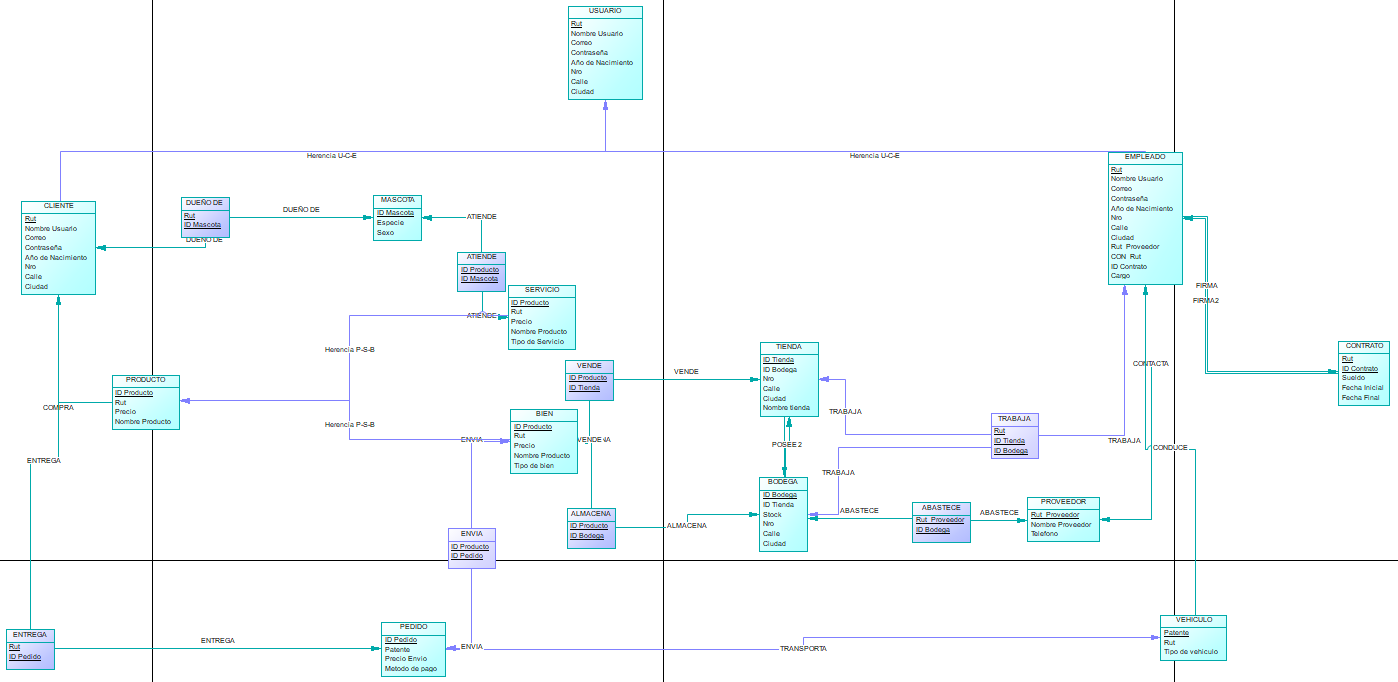 USUARIO
Rut
Nombre Usuario
Correo
Contraseña
Año de Nacimiento
Nro
Calle
Ciudad
Herencia U-C-E
Herencia U-C-E
EMPLEADO
Rut
Nombre Usuario
Correo
Contraseña
Año de Nacimiento
Nro
Calle
Ciudad
Rut_Proveedor
CON_Rut
ID Contrato
Cargo
CLIENTE
Rut
Nombre Usuario
Correo
Contraseña
Año de Nacimiento
Nro
Calle
Ciudad
DUEÑO DE
Rut
ID Mascota
DUEÑO DE
DUEÑO DE
MASCOTA
ID Mascota
Especie
Sexo
ATIENDE
ATIENDE
ID Producto
ID Mascota
ATIENDE
SERVICIO
ID Producto
Rut
Precio
Nombre Producto
Tipo de Servicio
FIRMA
FIRMA2
Herencia P-S-B
Herencia P-S-B
PRODUCTO
ID Producto
Rut
Precio
Nombre Producto
COMPRA
VENDE
ID Producto
ID Tienda
VENDE
TIENDA
ID Tienda
ID Bodega
Nro
Calle
Ciudad
Nombre tienda
CONTACTA
CONTRATO
Rut
ID Contrato
Sueldo
Fecha Inicial
Fecha Final
BIEN
ID Producto
Rut
Precio
Nombre Producto
Tipo de bien
ENVIA
TRABAJA
TRABAJA
Rut
ID Tienda
ID Bodega
TRABAJA
TRABAJA
CONDUCE
POSEE 2
ENTREGA
BODEGA
ID Bodega
ID Tienda
Stock
Nro
Calle
Ciudad
ALMACENA
ID Producto
ID Bodega
ALMACENA
ABASTECE
ABASTECE
Rut_Proveedor
ID Bodega
ABASTECE
PROVEEDOR
Rut_Proveedor
Nombre Proveedor
Telefono
ENVIA
ID Producto
ID Pedido
ENTREGA
Rut
ID Pedido
ENTREGA
PEDIDO
ID Pedido
Patente
Precio Envio
Metodo de pago
ENVIA
TRANSPORTA
VEHICULO
Patente
Rut
Tipo de vehiculo